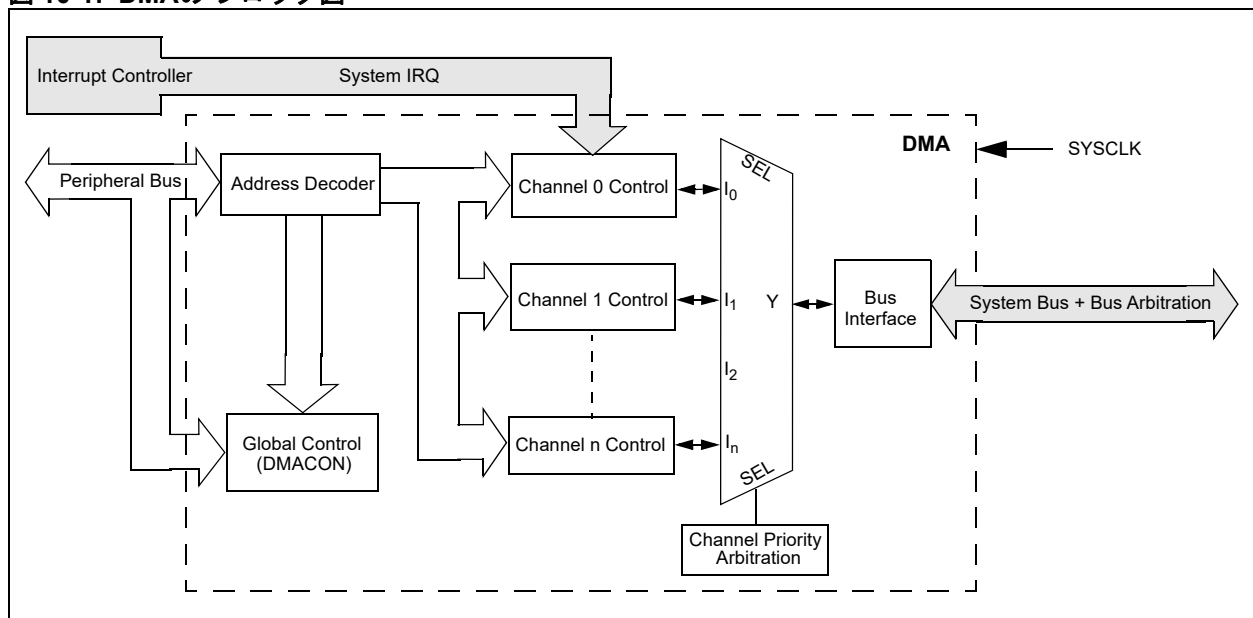 Interrupt Controller
System IRQ
DMA
SYSCLK
Peripheral Bus
Address Decoder
Channel 0 Control
I0
SEL
Channel 1 Control
I1
Y
Bus
Interface
System Bus + Bus Arbitration
I2
Global Control
(DMACON)
Channel n Control
In
SEL
Channel Priority
Arbitration